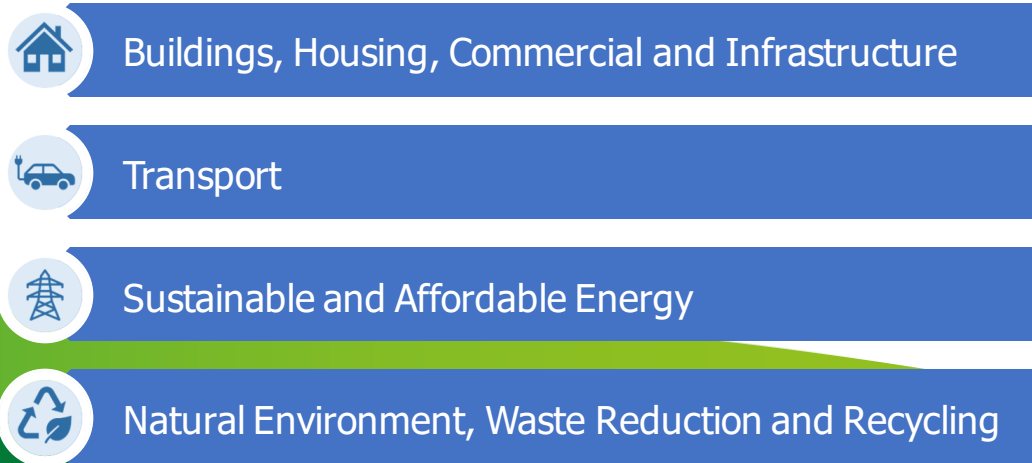 Buildings, Housing, Commercial and Infrastructure
Transport
Sustainable and Affordable Energy
Natural Environment, Waste Reduction and Recycling